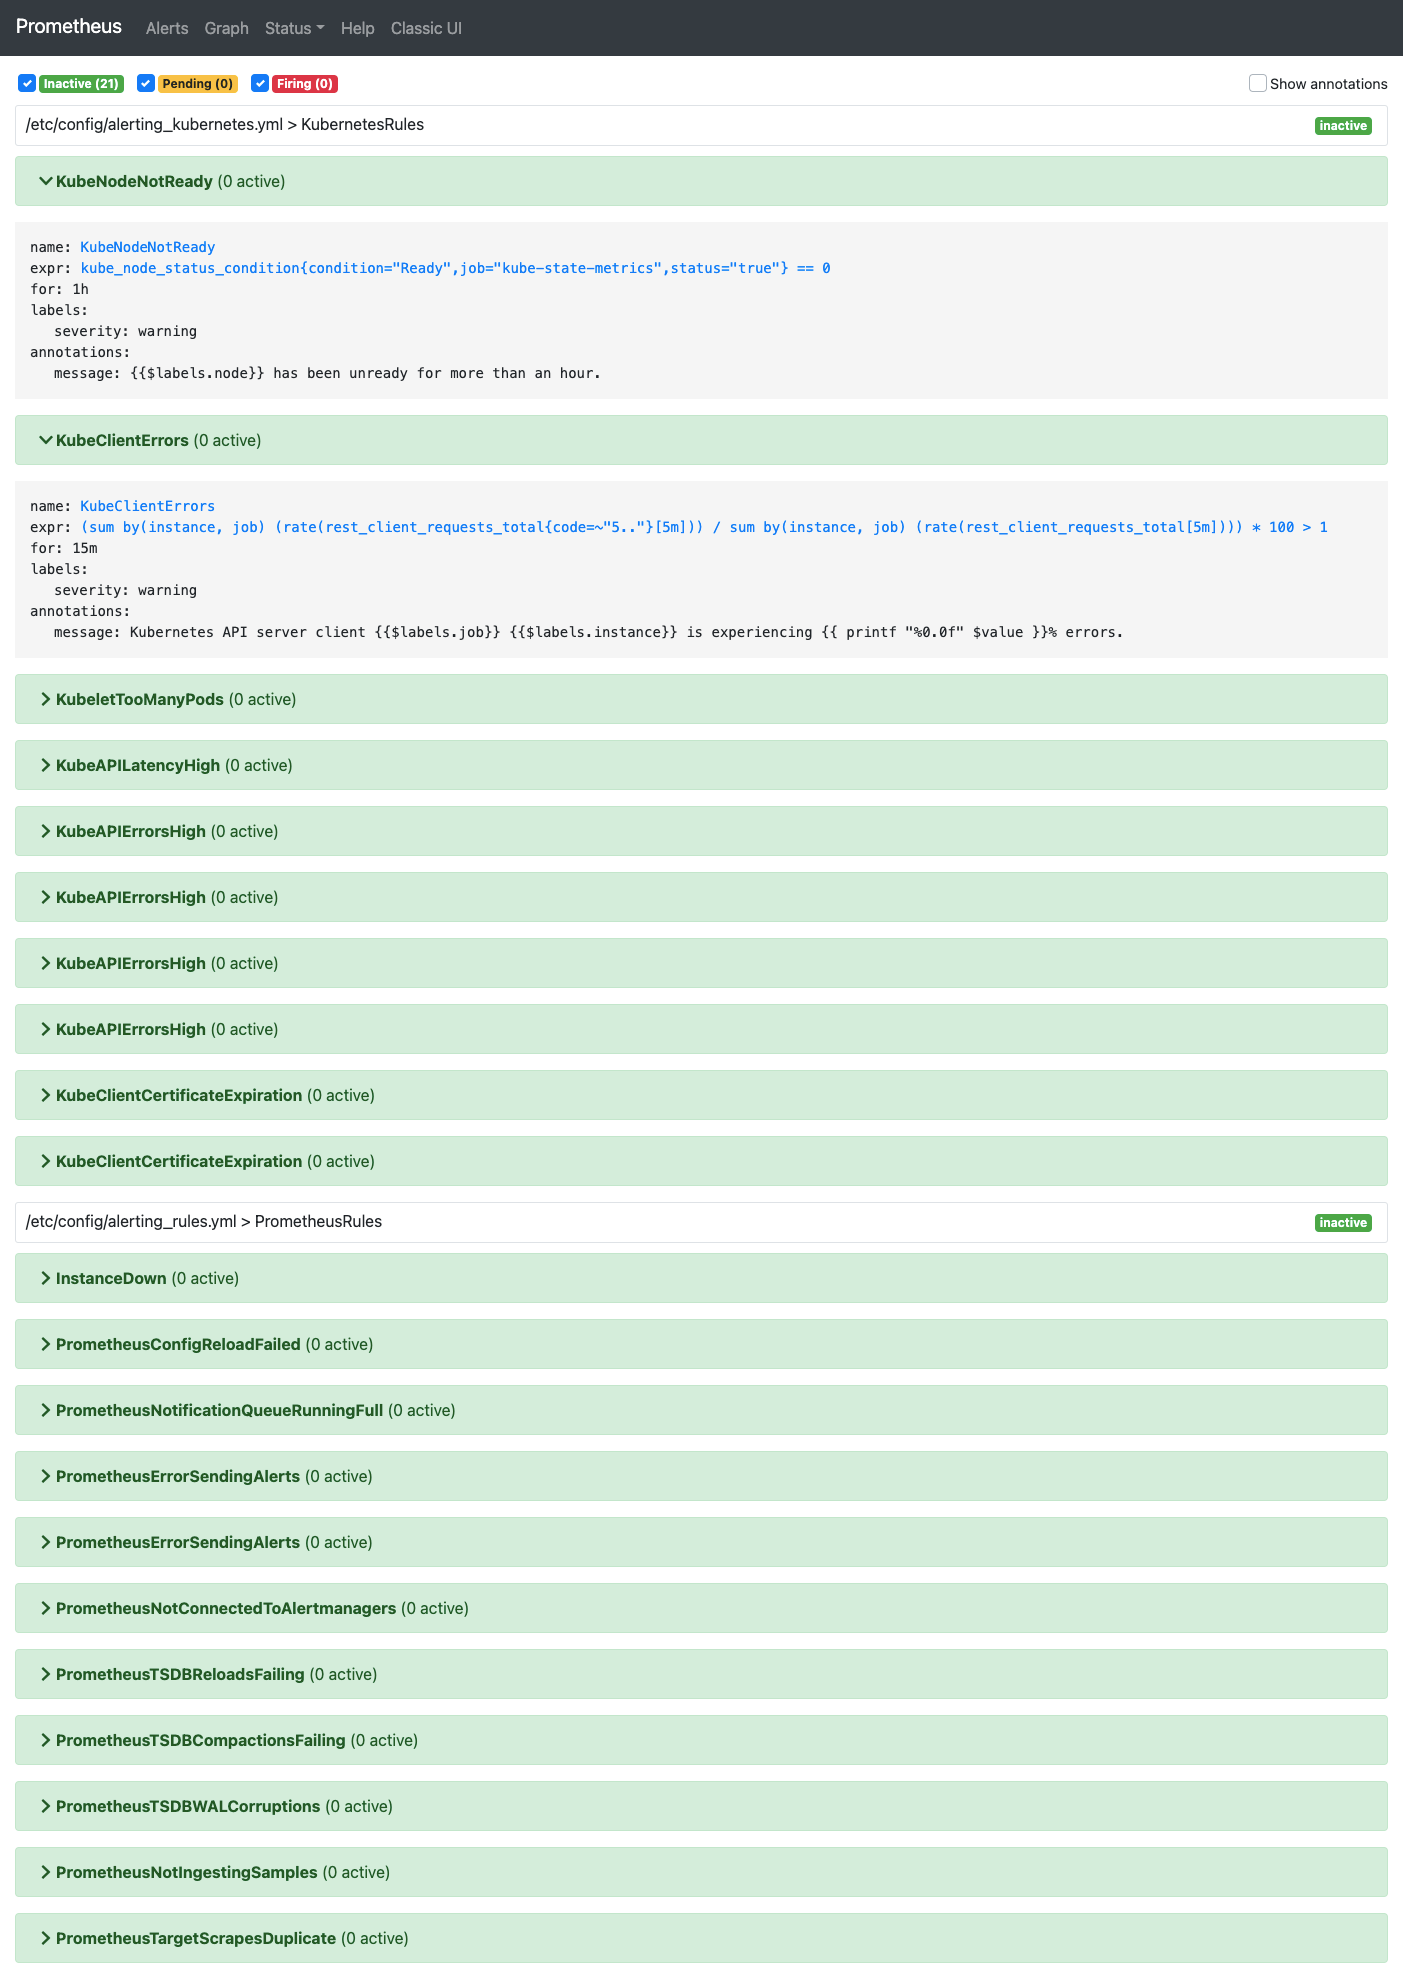 Prometheus Alerts Graph Status Help Classic UI
Inactive (21) Pending (0) Firing (0) Show annotations
/etc/config/alerting_kubernetes.yml > KubernetesRules inactive
KubeNodeNotReady (0 active)
name: KubeNodeNotReady
expr: kube_node_status_condition{condition="Ready",job="kube-state-metrics",status="true"} == 0
for: 1h
labels:
severity: warning
annotations:
message: {{$labels.node}} has been unready for more than an hour.
KubeClientErrors (0 active)
name: KubeClientErrors
expr: (sum by(instance, job) (rate(rest_client_requests_total{code=~"5.."}[5m])) / sum by(instance, job) (rate(rest_client_requests_total[5m]))) * 100 > 1
for: 15m
labels:
severity: warning
annotations:
message: Kubernetes API server client {{$labels.job}} {{$labels.instance}} is experiencing {{ printf "%0.0f" $value }}% errors.
KubeletTooManyPods (0 active)
KubeAPILatencyHigh (0 active)
KubeAPIErrorsHigh (0 active)
KubeAPIErrorsHigh (0 active)
KubeAPIErrorsHigh (0 active)
KubeAPIErrorsHigh (0 active)
KubeClientCertificateExpiration (0 active)
KubeClientCertificateExpiration (0 active)
/etc/config/alerting_rules.yml > PrometheusRules inactive
InstanceDown (0 active)
PrometheusConfigReloadFailed (0 active)
PrometheusNotificationQueueRunningFull (0 active)
PrometheusErrorSendingAlerts (0 active)
PrometheusErrorSendingAlerts (0 active)
PrometheusNotConnectedToAlertmanagers (0 active)
PrometheusTSDBReloadsFailing (0 active)
PrometheusTSDBCompactionsFailing (0 active)
PrometheusTSDBWALCorruptions (0 active)
PrometheusNotIngestingSamples (0 active)
PrometheusTargetScrapesDuplicate (0 active)